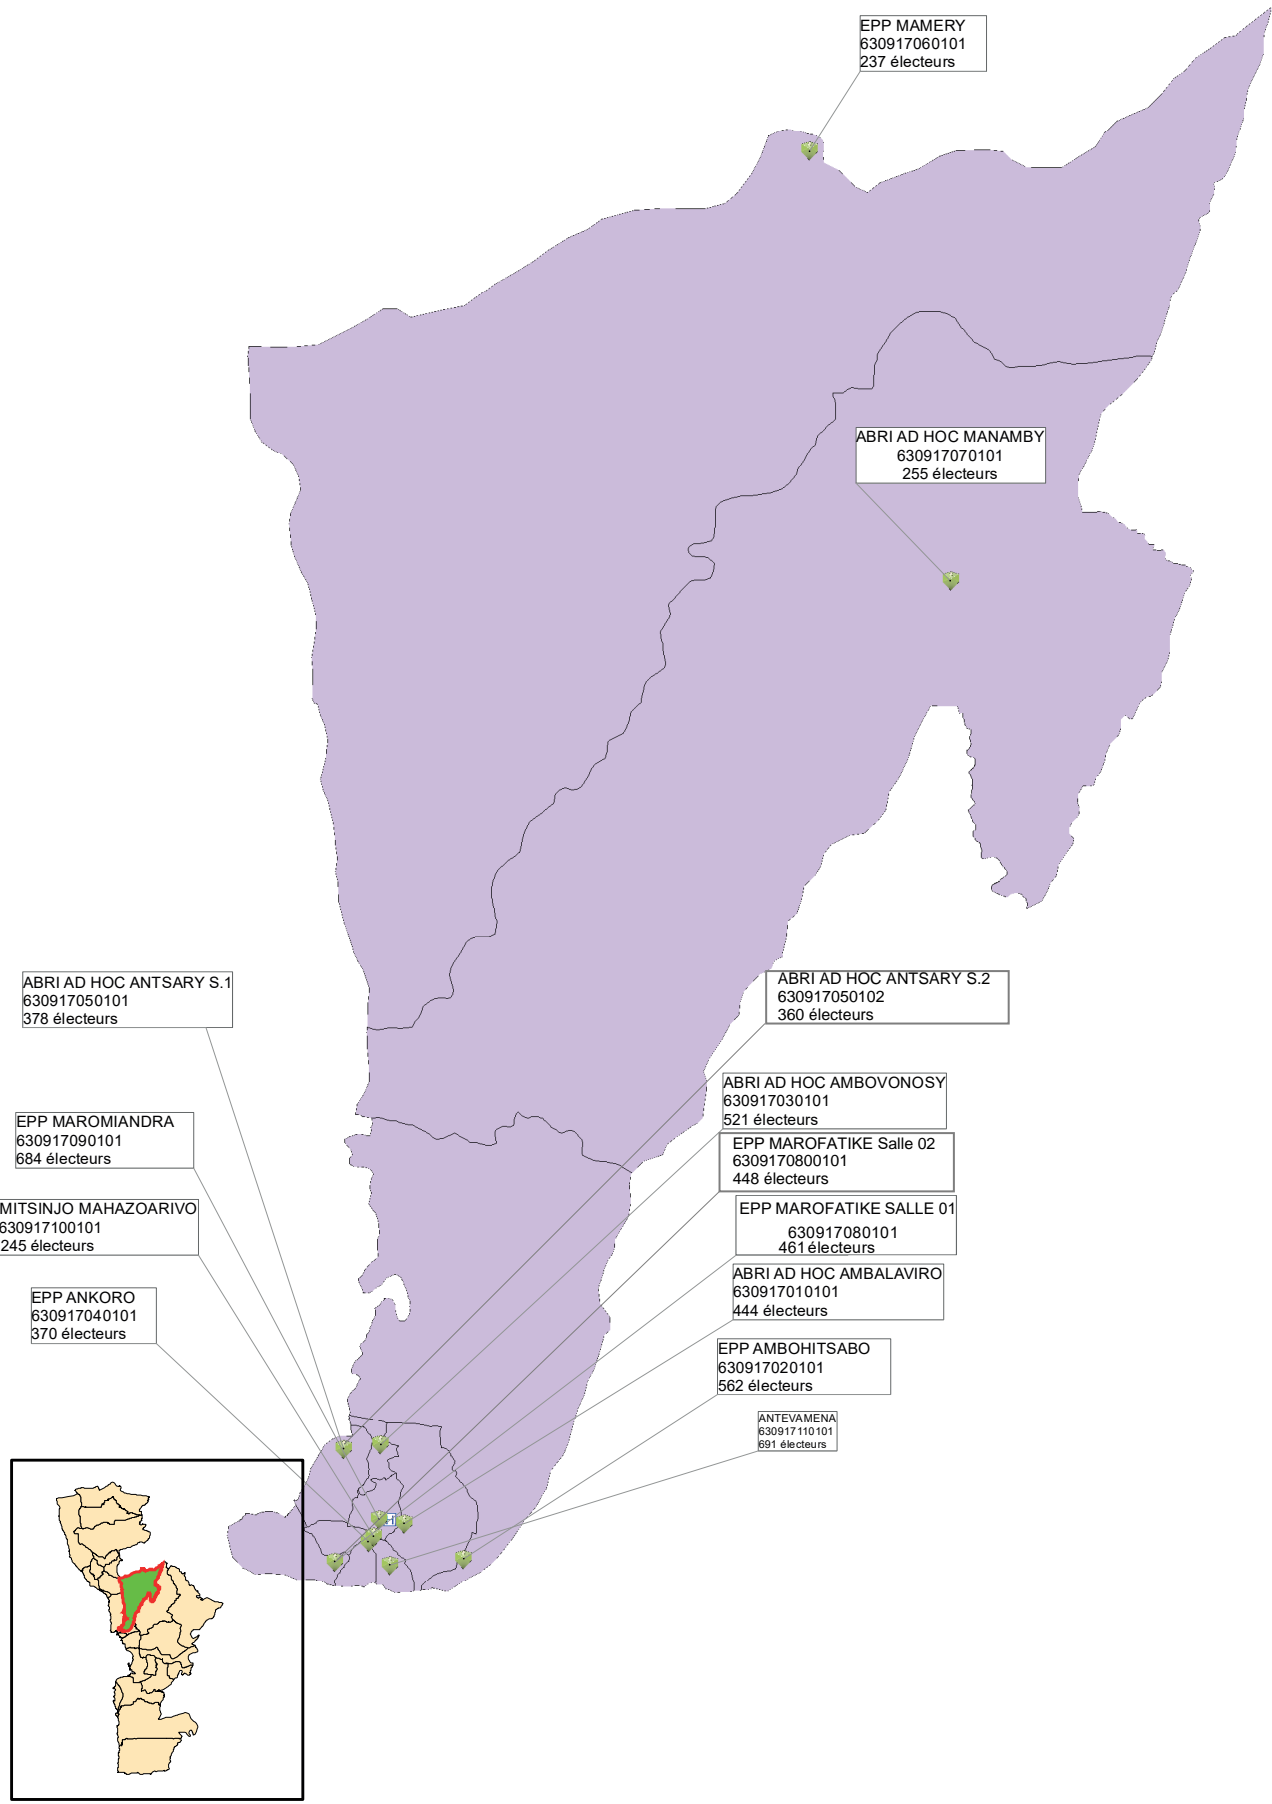 EPP MAMERY
630917060101
237 électeurs
ABRI AD HOC MANAMBY
630917070101
255 électeurs
ABRI AD HOC ANTSARY S.1
630917050101
378 électeurs
ABRI AD HOC ANTSARY S.2
630917050102
360 électeurs
ABRI AD HOC AMBOVONOSY
630917030101
521 électeurs
EPP MAROMIANDRA
630917090101
684 électeurs
EPP MAROFATIKE Salle 02
6309170800101
448 électeurs
MITSINJO MAHAZOARIVO
630917100101
245 électeurs
EPP MAROFATIKE SALLE 01
630917080101
461 électeurs
ABRI AD HOC AMBALAVIRO
630917010101
444 électeurs
EPP ANKORO
630917040101
370 électeurs
EPP AMBOHITSABO
630917020101
562 électeurs
ANTEVAMENA
630917110101
691 électeurs